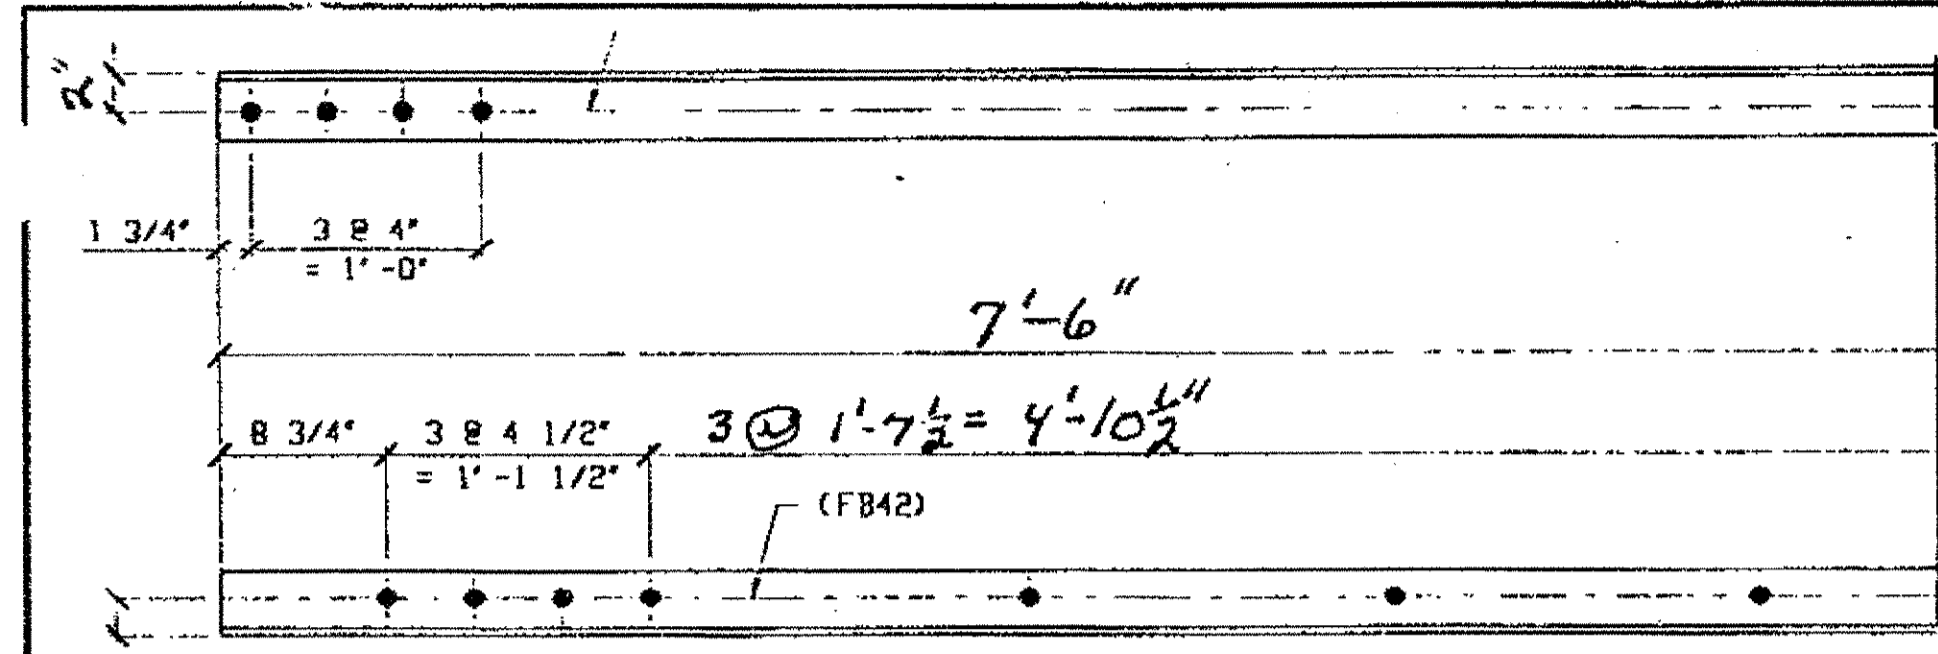 2"
1 3/4"
3 @ 4"
= 1'-0"
7'-6"
8 3/4"
3 @ 4 1/2"
= 1'-1 1/2"
3 @ 1'-7 1/2 = 4'-10 1/2"
(FB42)